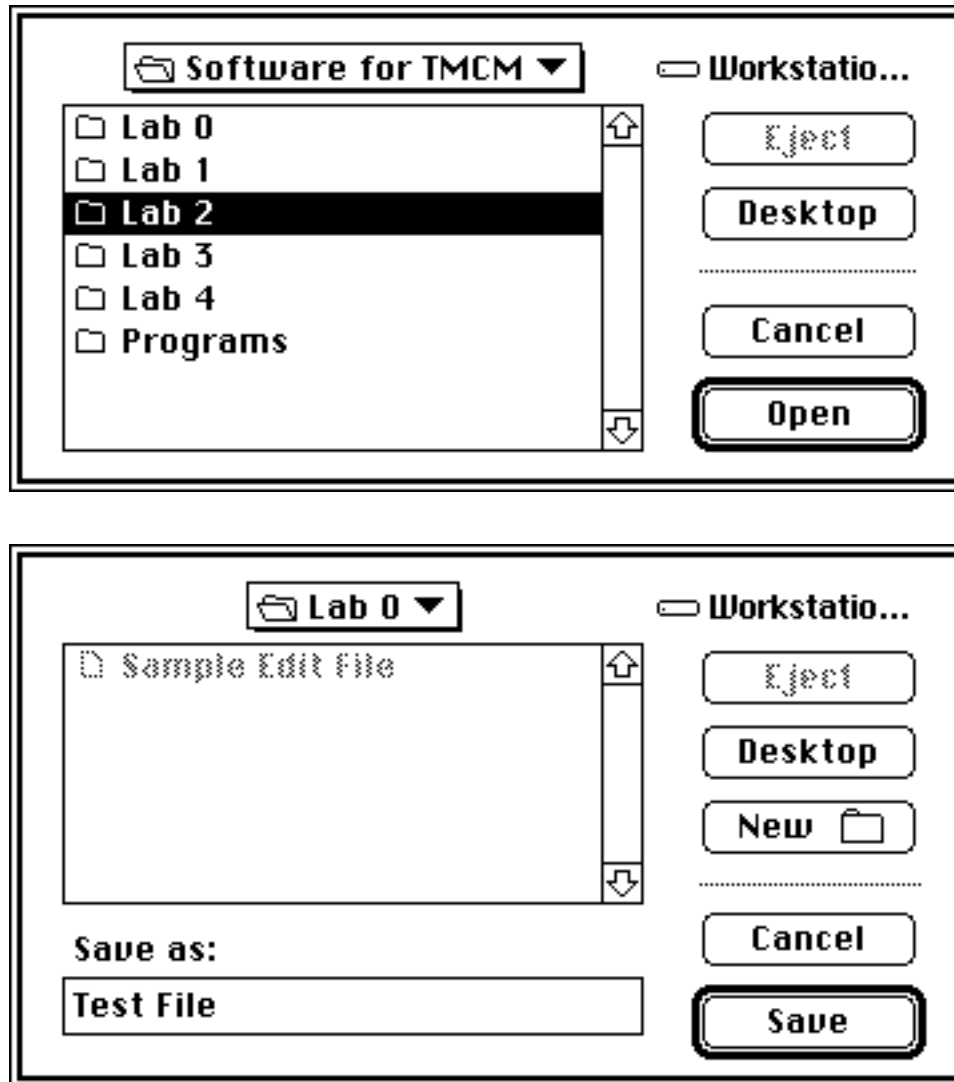 Software for TMCM
Workstatio...
Lab 0
Lab 1
Lab 2
Lab 3
Lab 4
Programs
Eject
Desktop
Cancel
Open
Lab 0
Workstatio...
Sample Edit File
Eject
Desktop
New
Cancel
Save as:
Test File
Save